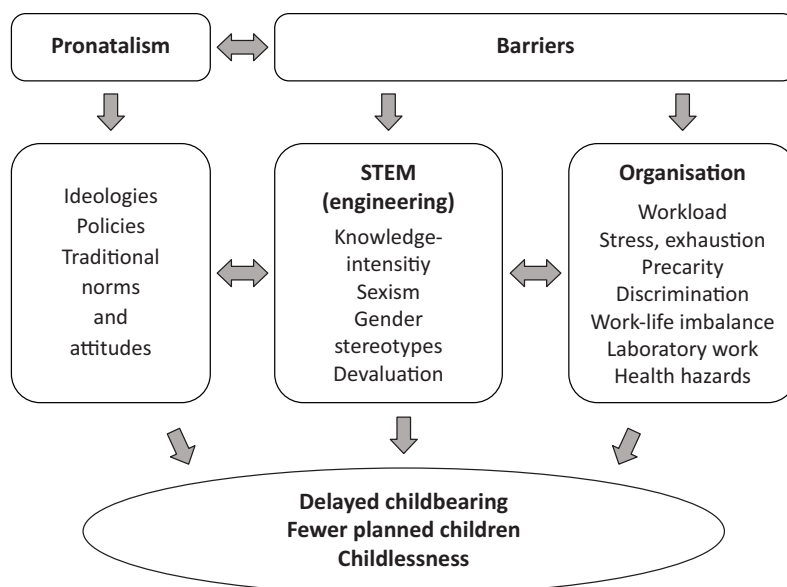 Pronatalism
Barriers
Ideologies
Policies
Traditional
norms
and
attitudes
STEM
(engineering)
Knowledge-
intensitiy
Sexism
Gender
stereotypes
Devaluation
Organisation
Workload
Stress, exhaustion
Precarity
Discrimination
Work-life imbalance
Laboratory work
Health hazards
Delayed childbearing
Fewer planned children
Childlessness